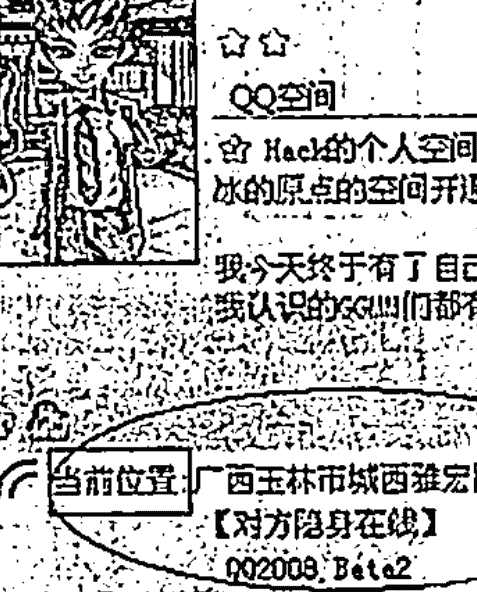 QQ空间
Hack的个人空间
冰的原点的空间开通
我今天终于有了自己
我认识的GGMM们都有
当前位置:广西玉林市城西雅宏
【对方隐身在线】
QQ2008 Beta2